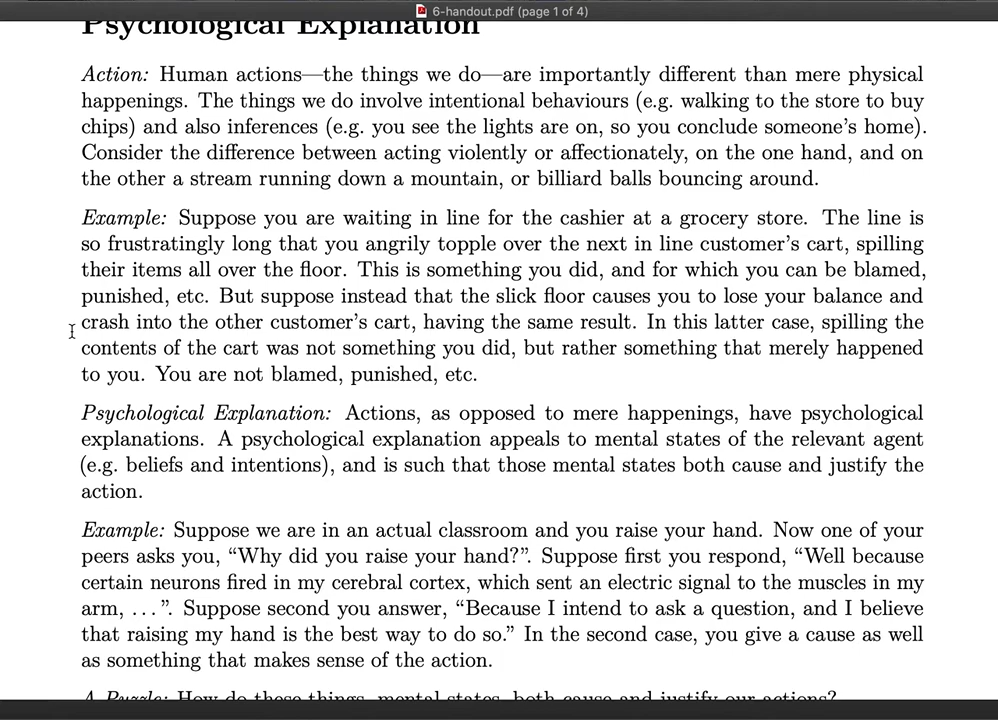 6-handout.pdf (page 1 of 4)
Psychological Explanation
Action: Human actions—the things we do—are importantly different than mere physical
happenings. The things we do involve intentional behaviours (e.g. walking to the store to buy
chips) and also inferences (e.g. you see the lights are on, so you conclude someone's home).
Consider the difference between acting violently or affectionately, on the one hand, and on
the other a stream running down a mountain, or billiard balls bouncing around.
Example: Suppose you are waiting in line for the cashier at a grocery store. The line is
so frustratingly long that you angrily topple over the next in line customer's cart, spilling
their items all over the floor. This is something you did, and for which you can be blamed,
punished, etc. But suppose instead that the slick floor causes you to lose your balance and
crash into the other customer's cart, having the same result. In this latter case, spilling the
contents of the cart was not something you did, but rather something that merely happened
to you. You are not blamed, punished, etc.
Psychological Explanation: Actions, as opposed to mere happenings, have psychological
explanations. A psychological explanation appeals to mental states of the relevant agent
(e.g. beliefs and intentions), and is such that those mental states both cause and justify the
action.
Example: Suppose we are in an actual classroom and you raise your hand. Now one of your
peers asks you, “Why did you raise your hand?”. Suppose first you respond, “Well because
certain neurons fired in my cerebral cortex, which sent an electric signal to the muscles in my
arm, . . . ”. Suppose second you answer, “Because I intend to ask a question, and I believe
that raising my hand is the best way to do so.” In the second case, you give a cause as well
as something that makes sense of the action.
A Puzzle: How do these things, mental states, both cause and justify our actions?